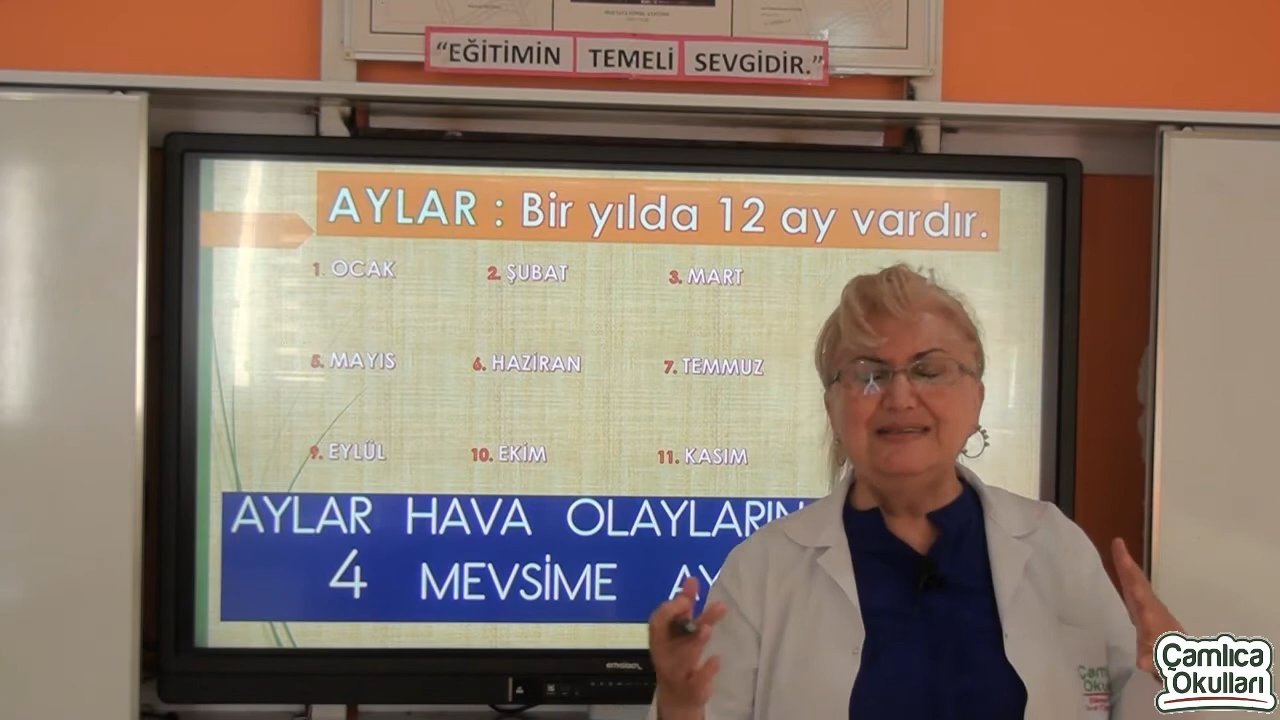 "EĞİTİMİN TEMELİ SEVGİDİR."
AYLAR : Bir yılda 12 ay vardır.
1. OCAK 2. ŞUBAT 3. MART
5. MAYIS 6. HAZİRAN 7. TEMMUZ
9. EYLÜL 10. EKİM 11. KASIM
AYLAR HAVA OLAYLARIN
4 MEVSİME AY
Çamlıca
Okulları